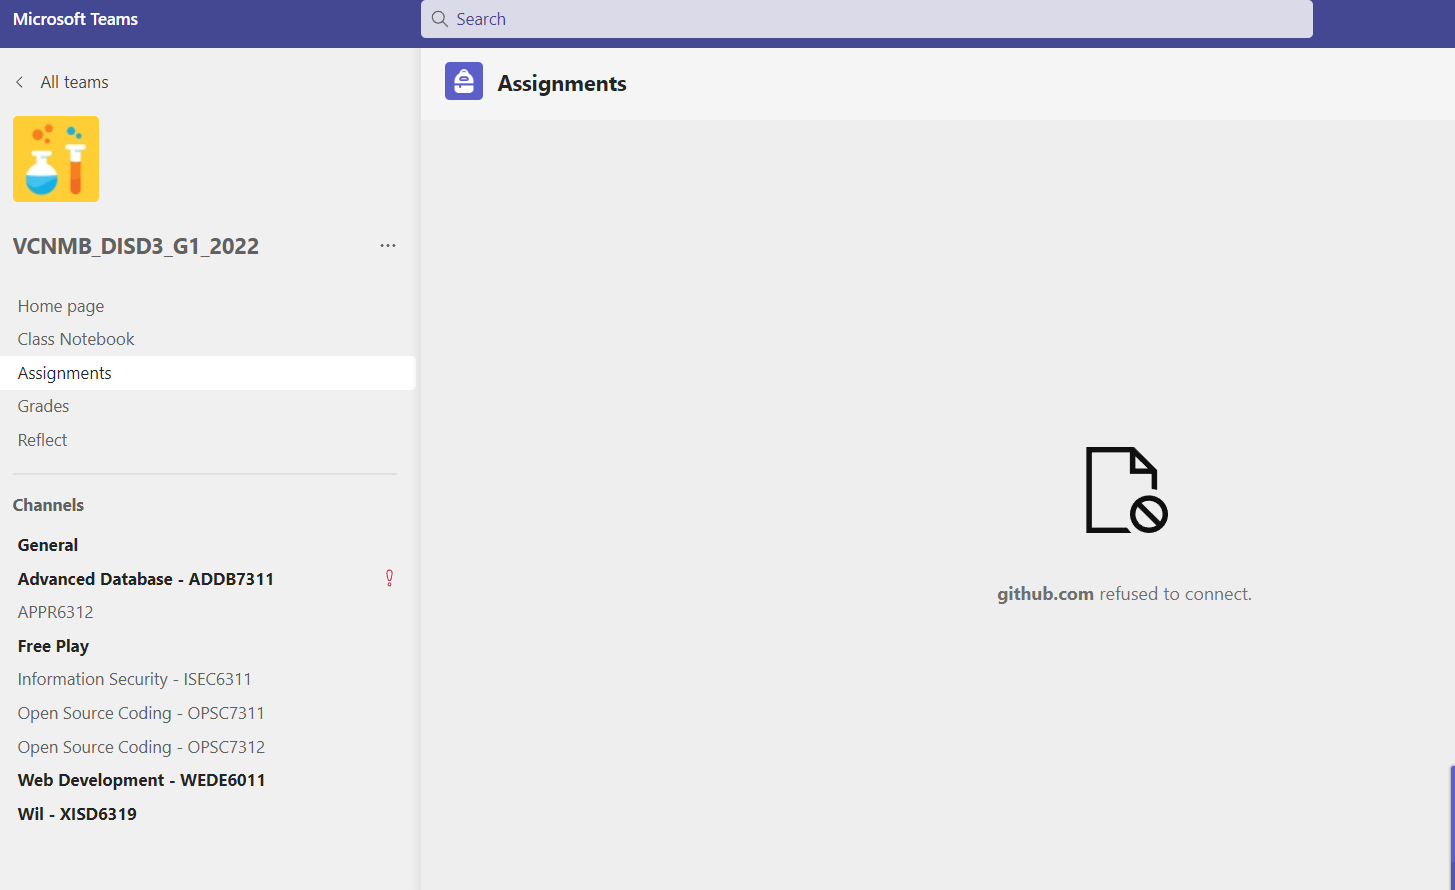 Microsoft Teams
Search
All teams
Assignments
VCNMB_DISD3_G1_2022
Home page
Class Notebook
Assignments
Grades
Reflect
Channels
General
Advanced Database - ADDB7311
APPR6312
Free Play
Information Security - ISEC6311
Open Source Coding - OPSC7311
Open Source Coding - OPSC7312
Web Development - WEDE6011
Wil - XISD6319
github.com refused to connect.